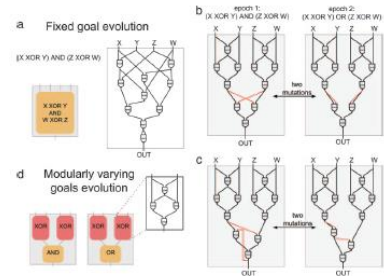 a Fixed goal evolution
(X XOR Y) AND (Z XOR W)
X Y Z W
X XOR Y
AND
W XOR Z
OUT
b epoch 1: epoch 2:
(X XOR Y) AND (Z XOR W) (X XOR Y) OR (Z XOR W)
X Y Z W X Y Z W
two
mutations
OUT OUT
c
X Y Z W X Y Z W
two
mutations
OUT OUT
d Modularly varying
goals evolution
XOR XOR XOR XOR
AND OR